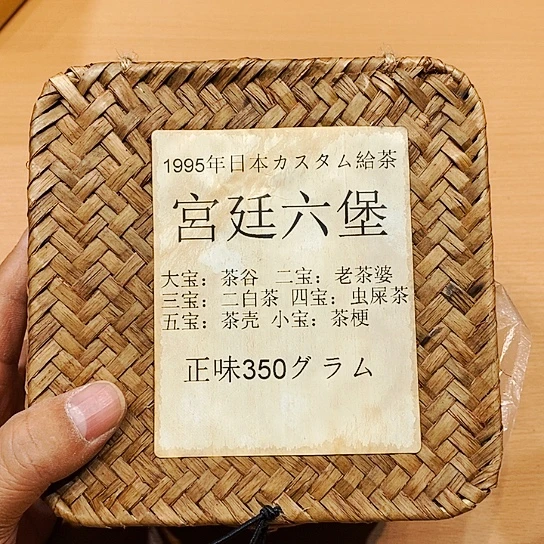 1995年日本カスタム給茶
宮廷六堡
大宝：茶谷 二宝：老茶婆
三宝：二白茶 四宝：虫屎茶
五宝：茶壳 小宝：茶梗
正味350グラム